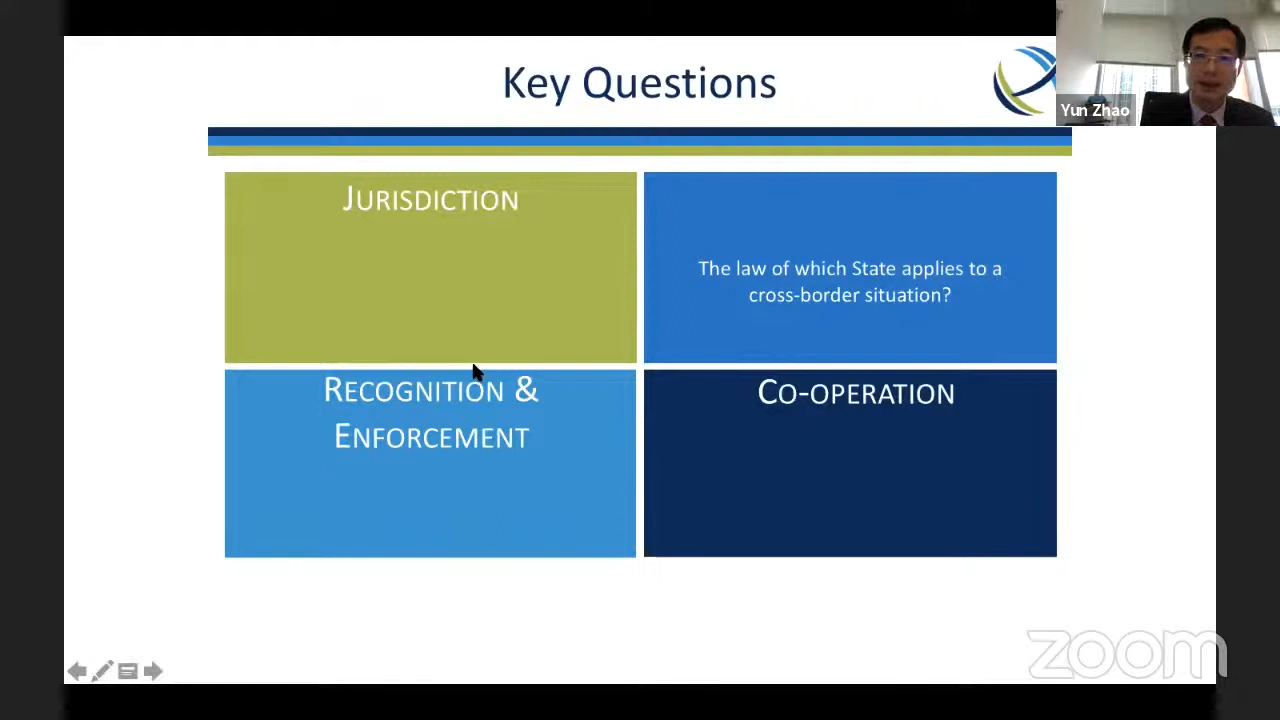 Key Questions
Yun Zhao
JURISDICTION
The law of which State applies to a
cross-border situation?
RECOGNITION &
ENFORCEMENT
CO-OPERATION
zoom